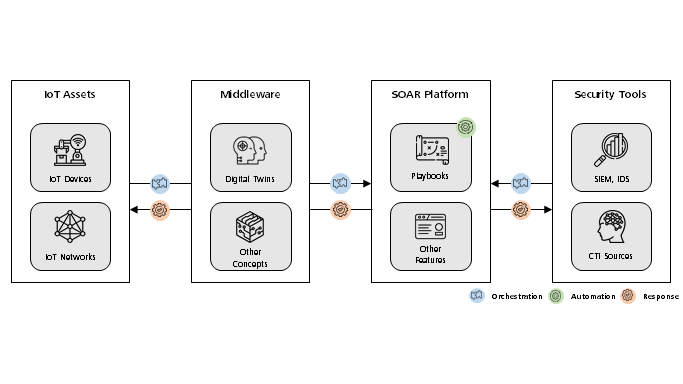 IoT Assets
Middleware
SOAR Platform
Security Tools
IoT Devices
Digital Twins
Playbooks
SIEM, IDS
IoT Networks
Other
Concepts
Other
Features
CTI Sources
Orchestration
Automation
Response